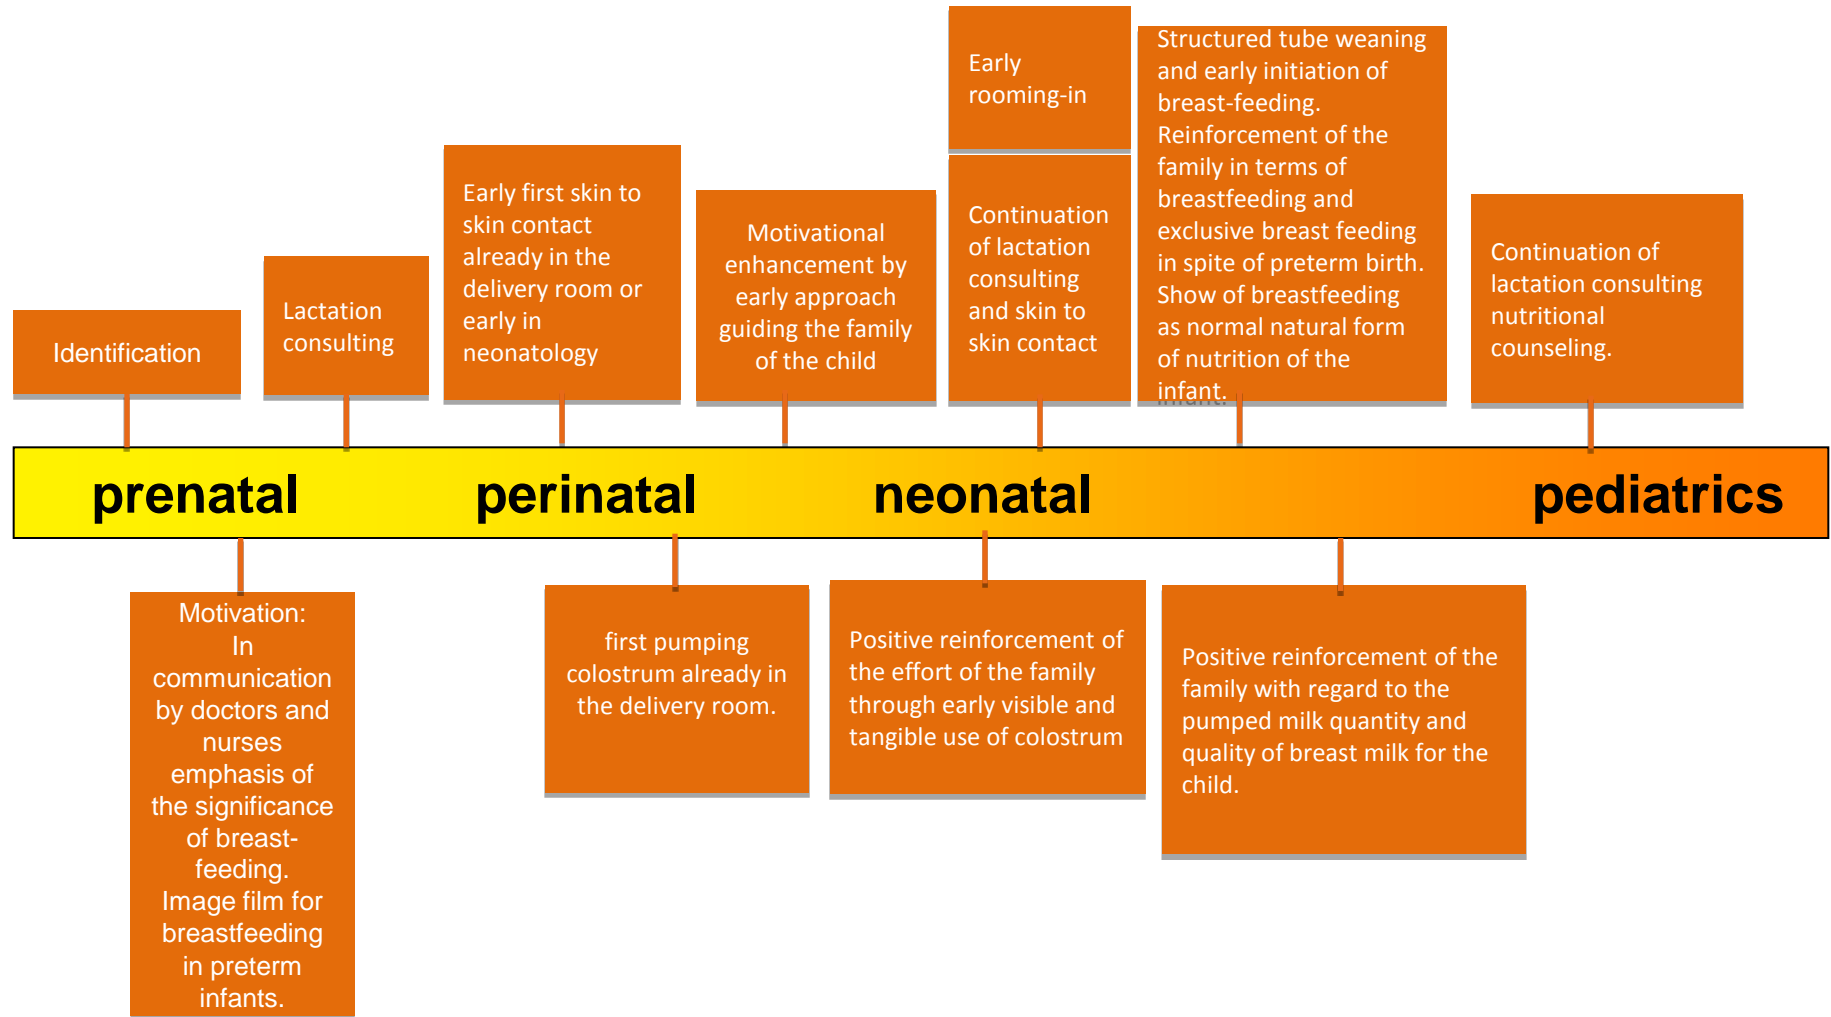 Identification
Lactation
consulting
Early first skin to
skin contact
already in the
delivery room or
early in
neonatology
Motivational
enhancement by
early approach
guiding the family
of the child
Early
rooming-in
Continuation
of lactation
consulting
and skin to
skin contact
Structured tube weaning
and early initiation of
breast-feeding.
Reinforcement of the
family in terms of
breastfeeding and
exclusive breast feeding
in spite of preterm birth.
Show of breastfeeding
as normal natural form
of nutrition of the
infant.
Continuation of
lactation consulting
nutritional
counseling.
prenatal
perinatal
neonatal
pediatrics
Motivation:
In
communication
by doctors and
nurses
emphasis of
the significance
of breast-
feeding.
Image film for
breastfeeding
in preterm
infants.
first pumping
colostrum already in
the delivery room.
Positive reinforcement of
the effort of the family
through early visible and
tangible use of colostrum
Positive reinforcement of the
family with regard to the
pumped milk quantity and
quality of breast milk for the
child.